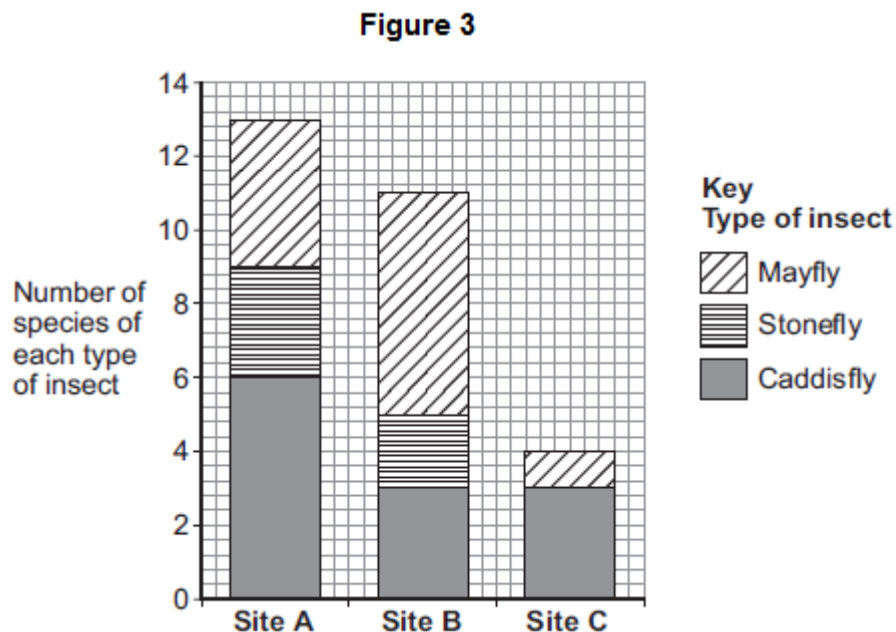 Figure 3
14
12
10
8
6
4
2
0
Number of
species of
each type
of insect
Site A
Site B
Site C
Key
Type of insect
Mayfly
Stonefly
Caddisfly